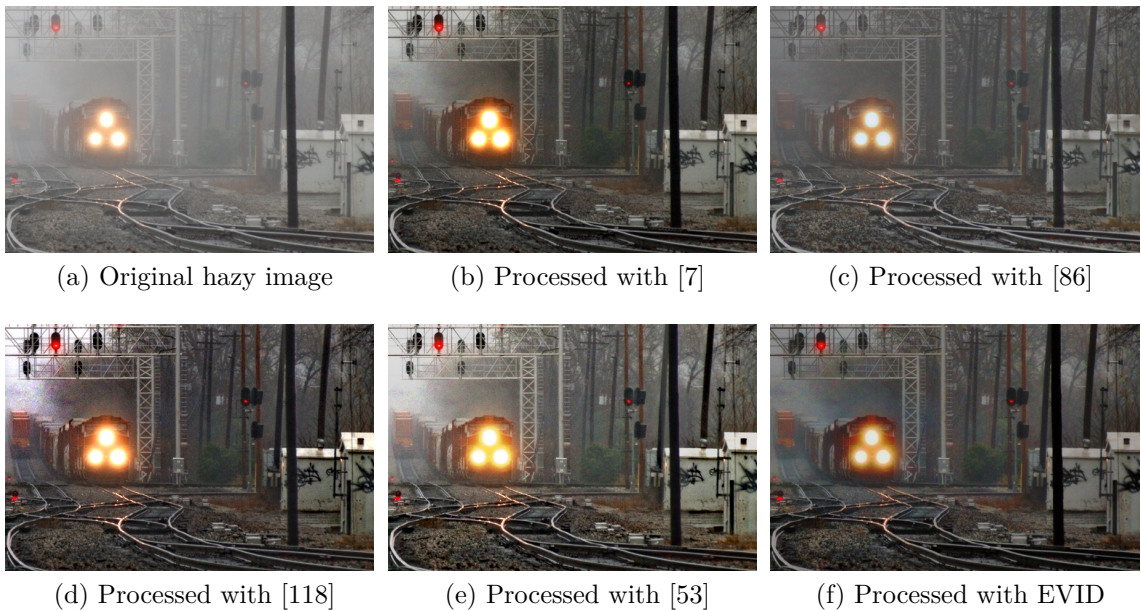 (a) Original hazy image
(b) Processed with [7]
(c) Processed with [86]
(d) Processed with [118]
(e) Processed with [53]
(f) Processed with EVID